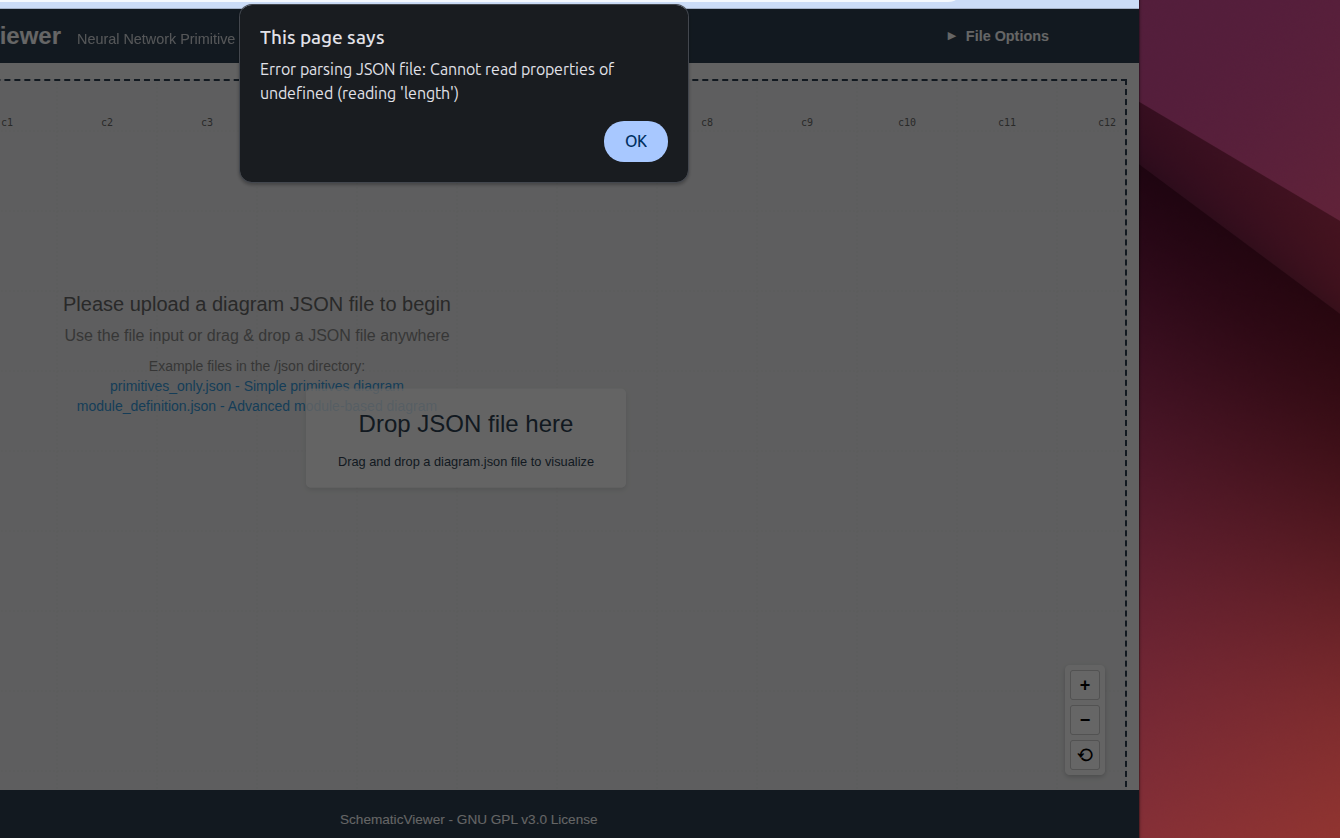 This page says
Error parsing JSON file: Cannot read properties of
undefined (reading 'length')
OK
iewer Neural Network Primitive
► File Options
c1 c2 c3 c8 c9 c10 c11 c12
Please upload a diagram JSON file to begin
Use the file input or drag & drop a JSON file anywhere
Example files in the /json directory:
primitives_only.json - Simple primitives diagram
module_definition.json - Advanced module-based diagram
Drop JSON file here
Drag and drop a diagram.json file to visualize
+
−
⟲
SchematicViewer - GNU GPL v3.0 License